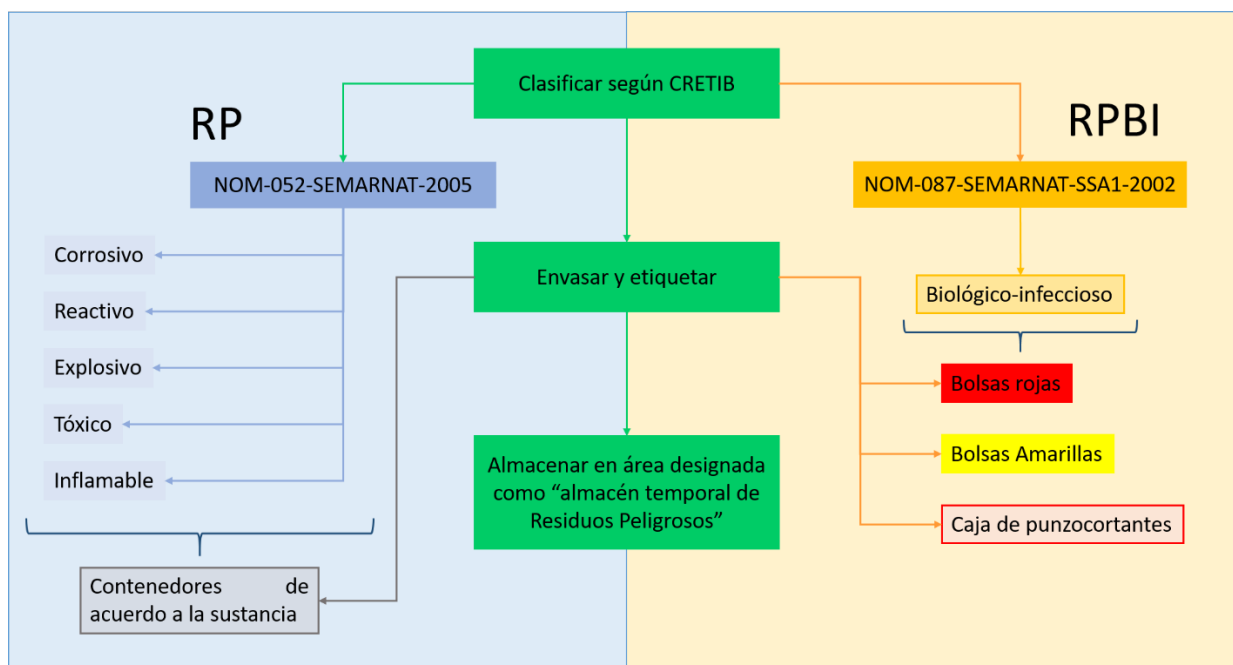 Clasificar según CRETIB
RP
RPBI
NOM-052-SEMARNAT-2005
NOM-087-SEMARNAT-SSA1-2002
Corrosivo
Reactivo
Explosivo
Tóxico
Inflamable
Contenedores de
acuerdo a la sustancia
Envasar y etiquetar
Almacenar en área designada
como “almacén temporal de
Residuos Peligrosos”
Biológico-infeccioso
Bolsas rojas
Bolsas Amarillas
Caja de punzocortantes